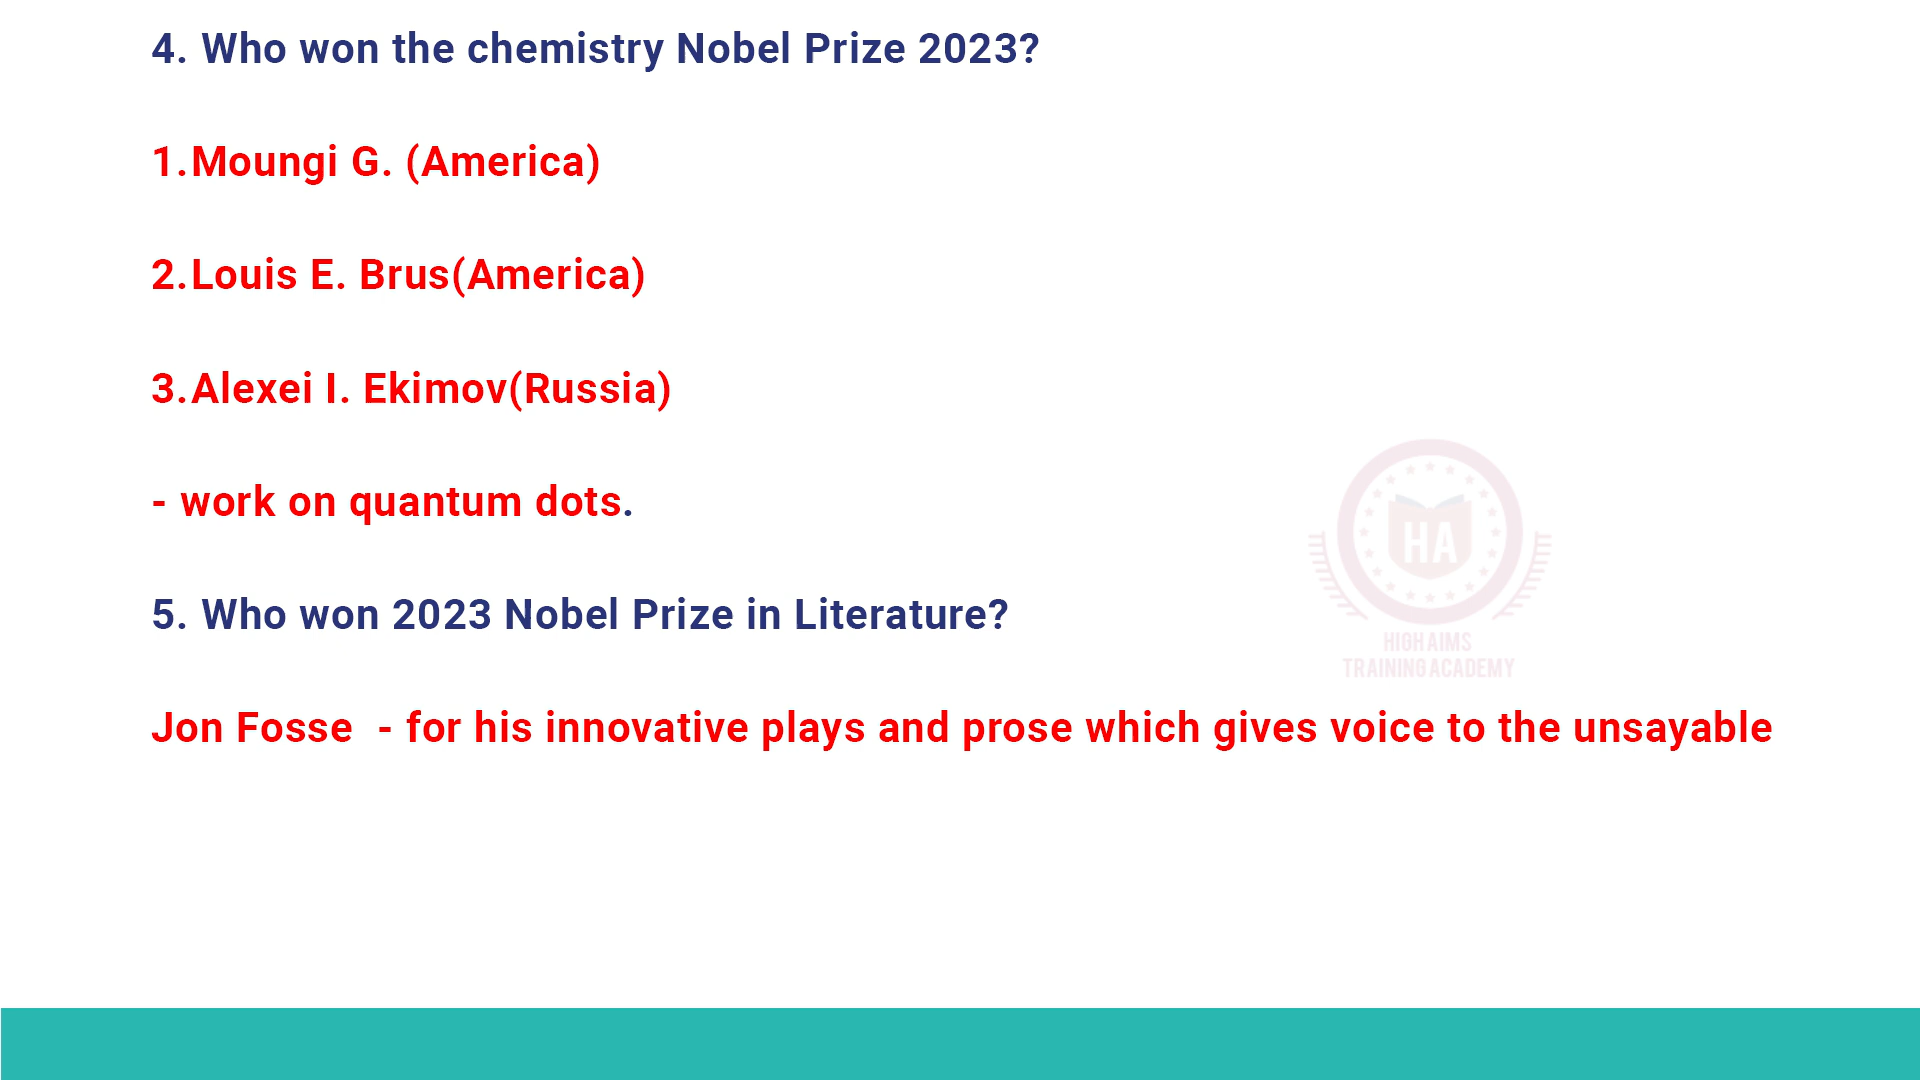 4. Who won the chemistry Nobel Prize 2023?
1.Moungi G. (America)
2.Louis E. Brus(America)
3.Alexei I. Ekimov(Russia)
- work on quantum dots.
5. Who won 2023 Nobel Prize in Literature?
Jon Fosse  - for his innovative plays and prose which gives voice to the unsayable
HA
HIGH AIMS
TRAINING ACADEMY